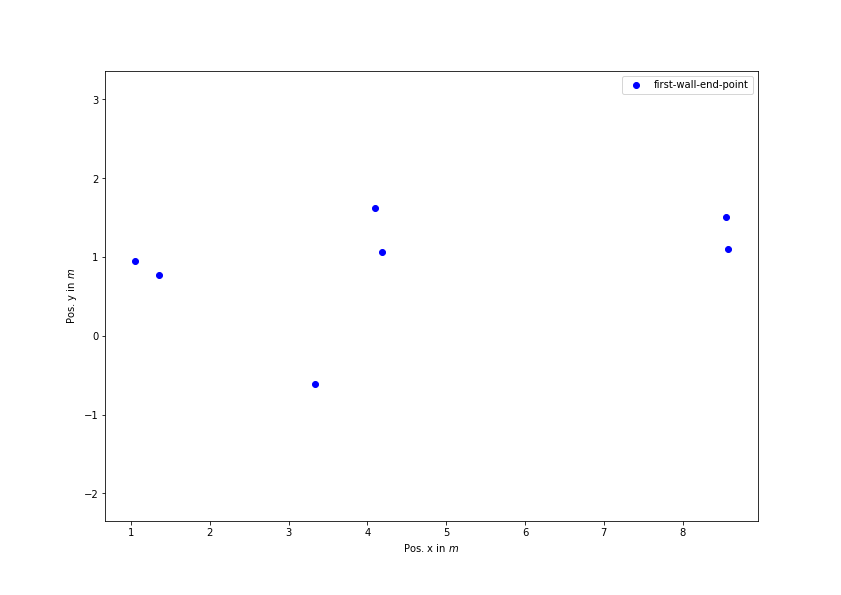 first-wall-end-point
3
2
1
0
−1
−2
Pos. y in m
1 2 3 4 5 6 7 8
Pos. x in m